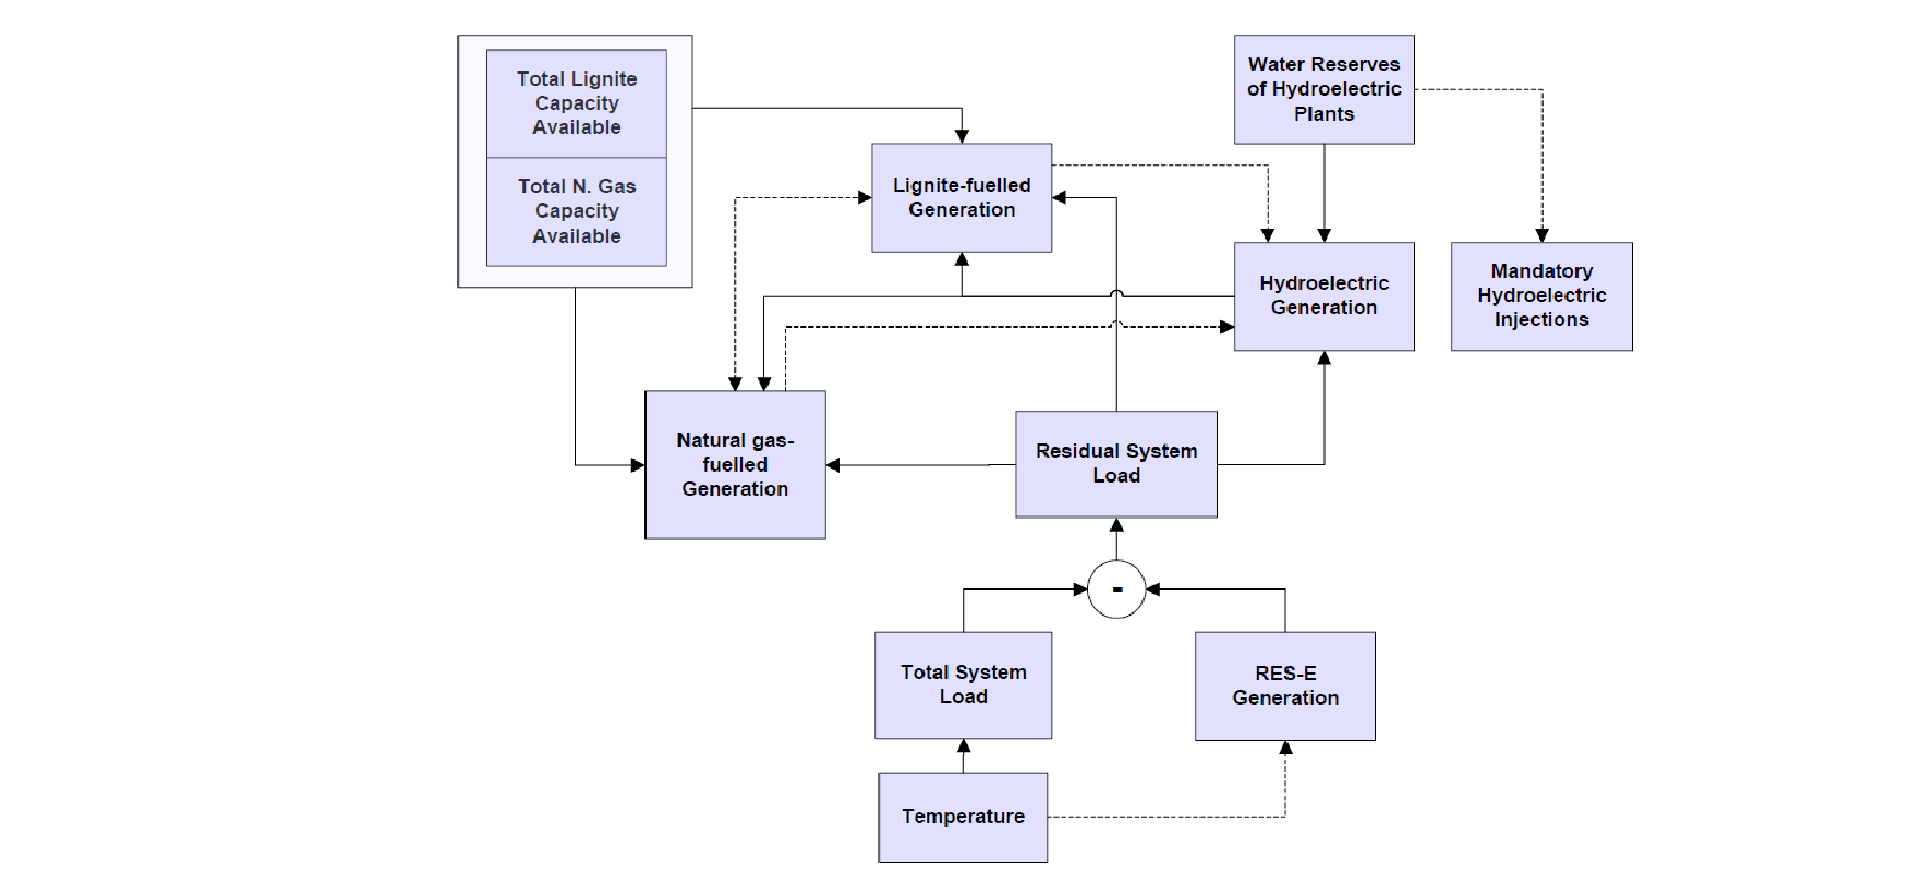 Total Lignite
Capacity
Available
Total N. Gas
Capacity
Available
Water Reserves
of Hydroelectric
Plants
Lignite-fuelled
Generation
Hydroelectric
Generation
Mandatory
Hydroelectric
Injections
Natural gas-
fuelled
Generation
Residual System
Load
-
Total System
Load
RES-E
Generation
Temperature